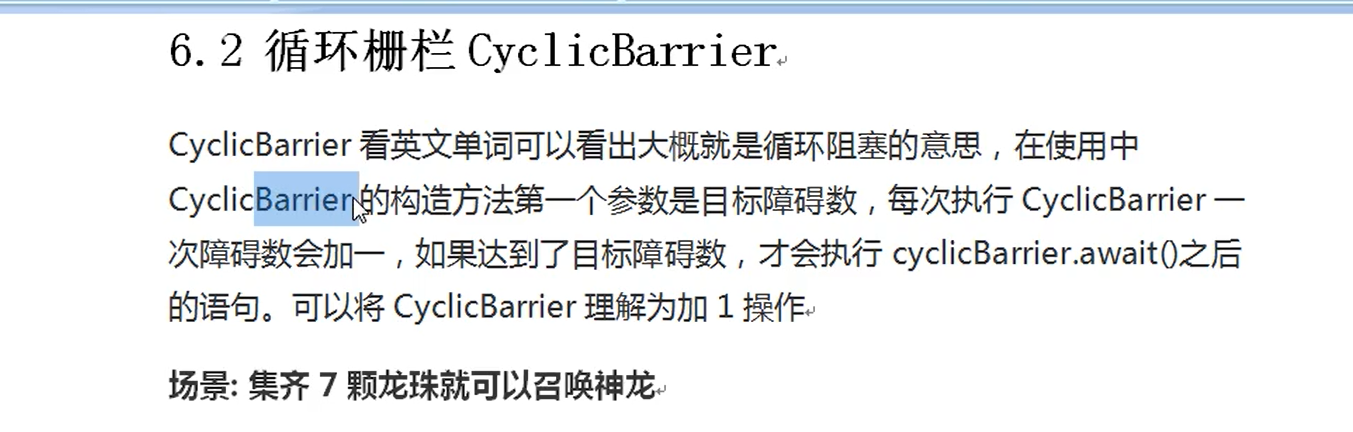 6.2 循环栅栏 CyclicBarrier
CyclicBarrier 看英文单词可以看出大概就是循环阻塞的意思，在使用中
CyclicBarrier 的构造方法第一个参数是目标障碍数，每次执行 CyclicBarrier 一
次障碍数会加一，如果达到了目标障碍数，才会执行 cyclicBarrier.await()之后
的语句。可以将 CyclicBarrier 理解为加 1 操作
场景: 集齐 7 颗龙珠就可以召唤神龙